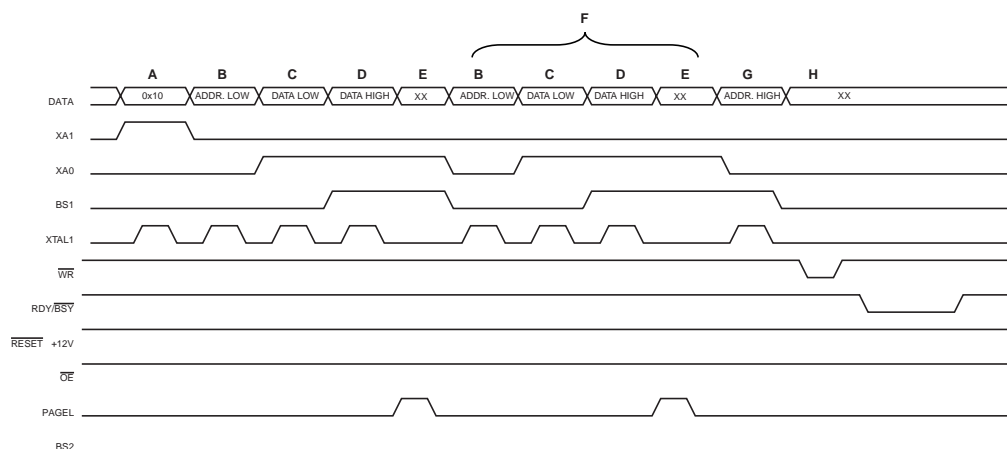 F
A B C D E B C D E G H
DATA 0x10 ADDR. LOW DATA LOW DATA HIGH XX ADDR. LOW DATA LOW DATA HIGH XX ADDR. HIGH XX
XA1
XA0
BS1
XTAL1
WR
RDY/BSY
RESET +12V
OE
PAGEL
BS2